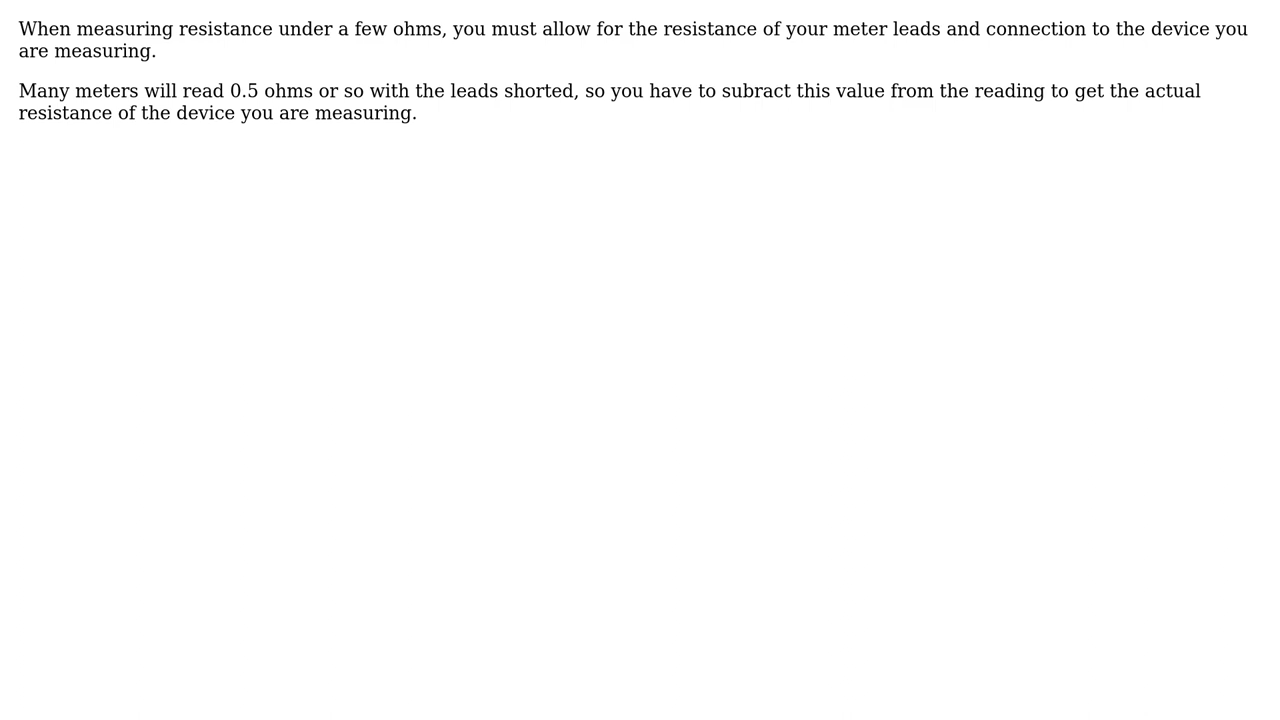 When measuring resistance under a few ohms, you must allow for the resistance of your meter leads and connection to the device you
are measuring.
Many meters will read 0.5 ohms or so with the leads shorted, so you have to subract this value from the reading to get the actual
resistance of the device you are measuring.